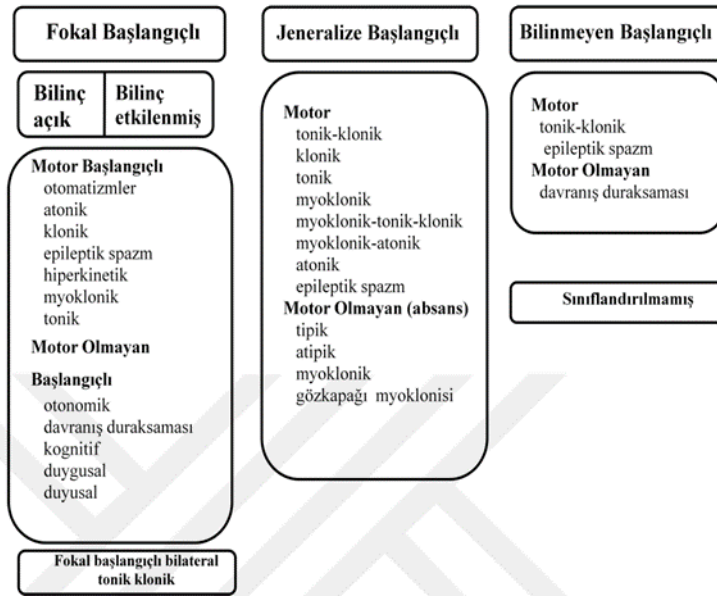 Fokal Başlangıçlı
Bilinç
açık
Bilinç
etkilenmiş
Motor Başlangıçlı
otomatizmler
atonik
klonik
epileptik spazm
hiperkinetik
myoklonik
tonik
Motor Olmayan
Başlangıçlı
otonomik
davranış duraksaması
kognitif
duygusal
duyusal
Fokal başlangıçlı bilateral
tonik klonik
Jeneralize Başlangıçlı
Motor
tonik-klonik
klonik
tonik
myoklonik
myoklonik-tonik-klonik
myoklonik-atonik
atonik
epileptik spazm
Motor Olmayan (absans)
tipik
atipik
myoklonik
gözkapağı myoklonisi
Bilinmeyen Başlangıçlı
Motor
tonik-klonik
epileptik spazm
Motor Olmayan
davranış duraksaması
Sınıflandırılmamış